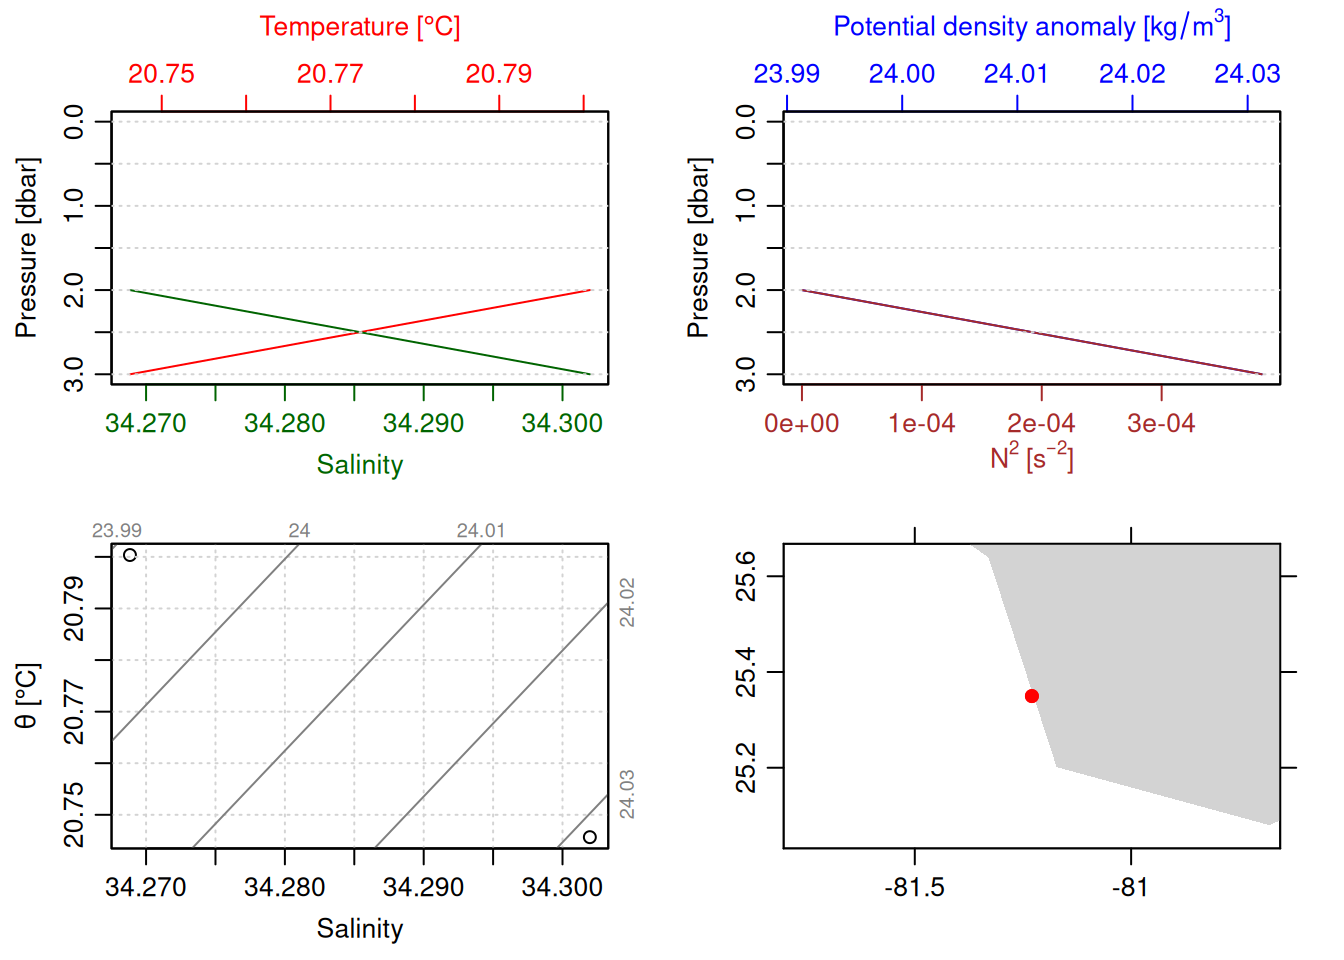 Temperature [°C]
20.75 20.77 20.79
Pressure [dbar]
0.0 1.0 2.0 3.0
34.270 34.280 34.290 34.300
Salinity
Potential density anomaly [kg/m³]
23.99 24.00 24.01 24.02 24.03
Pressure [dbar]
0.0 1.0 2.0 3.0
0e+00 1e-04 2e-04 3e-04
N² [s⁻²]
23.99 24 24.01
24.02
24.03
θ [°C]
20.75 20.77 20.79
34.270 34.280 34.290 34.300
Salinity
25.2 25.4 25.6
-81.5 -81